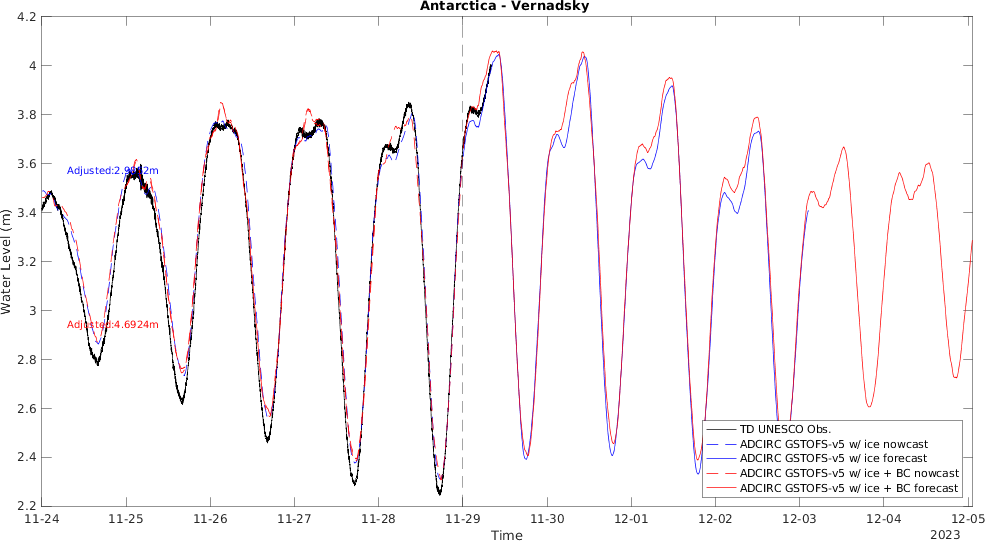 Antarctica - Vernadsky
4.2
4
3.8
3.6
3.4
3.2
3
2.8
2.6
2.4
2.2
Water Level (m)
Adjusted:4.6924m
TD UNESCO Obs.
ADCIRC GSTOFS-v5 w/ ice nowcast
ADCIRC GSTOFS-v5 w/ ice forecast
ADCIRC GSTOFS-v5 w/ ice + BC nowcast
ADCIRC GSTOFS-v5 w/ ice + BC forecast
11-24 11-25 11-26 11-27 11-28 11-29 11-30 12-01 12-02 12-03 12-04 12-05
Time
2023